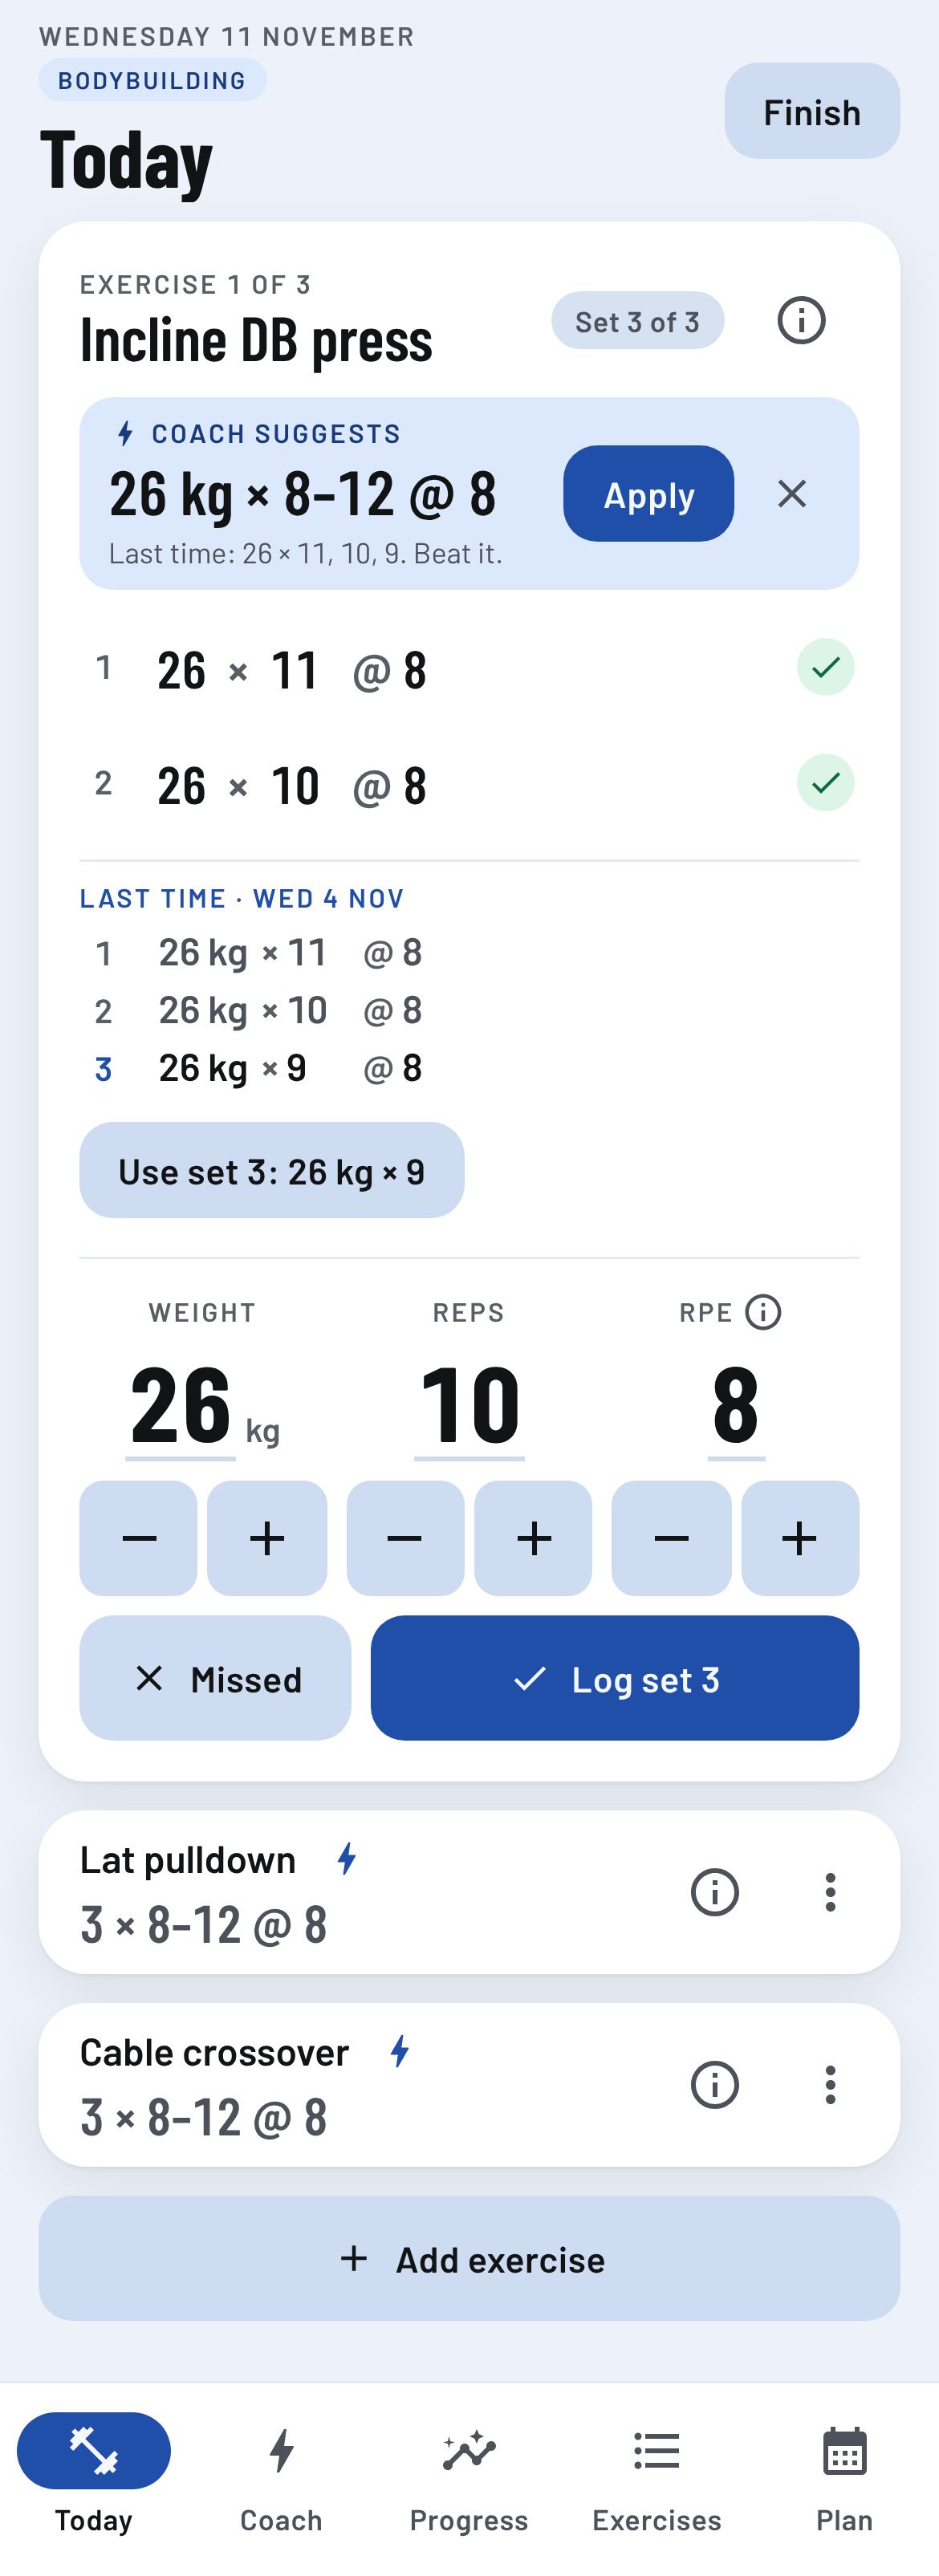 WEDNESDAY 11 NOVEMBER
BODYBUILDING
Today
Finish
EXERCISE 1 OF 3
Incline DB press
Set 3 of 3
COACH SUGGESTS
26 kg × 8–12 @ 8
Last time: 26 × 11, 10, 9. Beat it.
Apply
1 26 × 11 @ 8
2 26 × 10 @ 8
LAST TIME · WED 4 NOV
1 26 kg × 11 @ 8
2 26 kg × 10 @ 8
3 26 kg × 9 @ 8
Use set 3: 26 kg × 9
WEIGHT REPS RPE
26 kg 10 8
− + − + − +
Missed Log set 3
Lat pulldown
3 × 8–12 @ 8
Cable crossover
3 × 8–12 @ 8
+ Add exercise
Today Coach Progress Exercises Plan